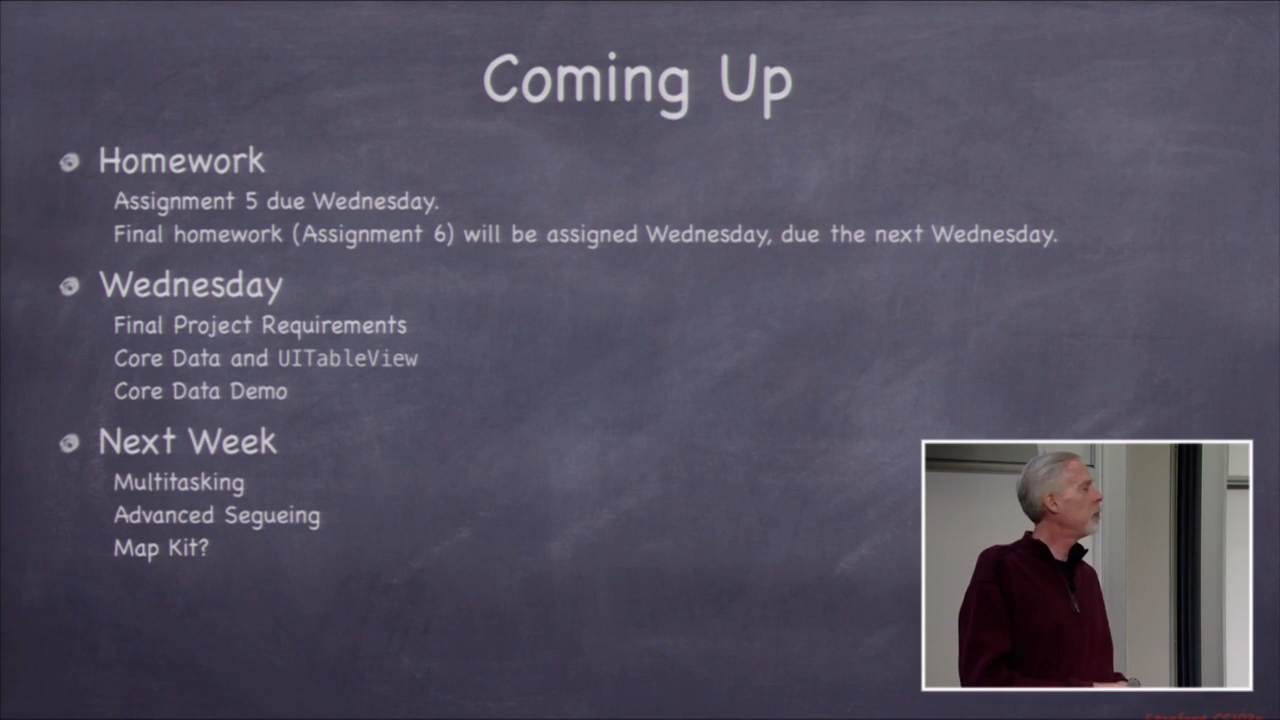 Coming Up
Homework
Assignment 5 due Wednesday.
Final homework (Assignment 6) will be assigned Wednesday, due the next Wednesday.
Wednesday
Final Project Requirements
Core Data and UITableView
Core Data Demo
Next Week
Multitasking
Advanced Segueing
Map Kit?